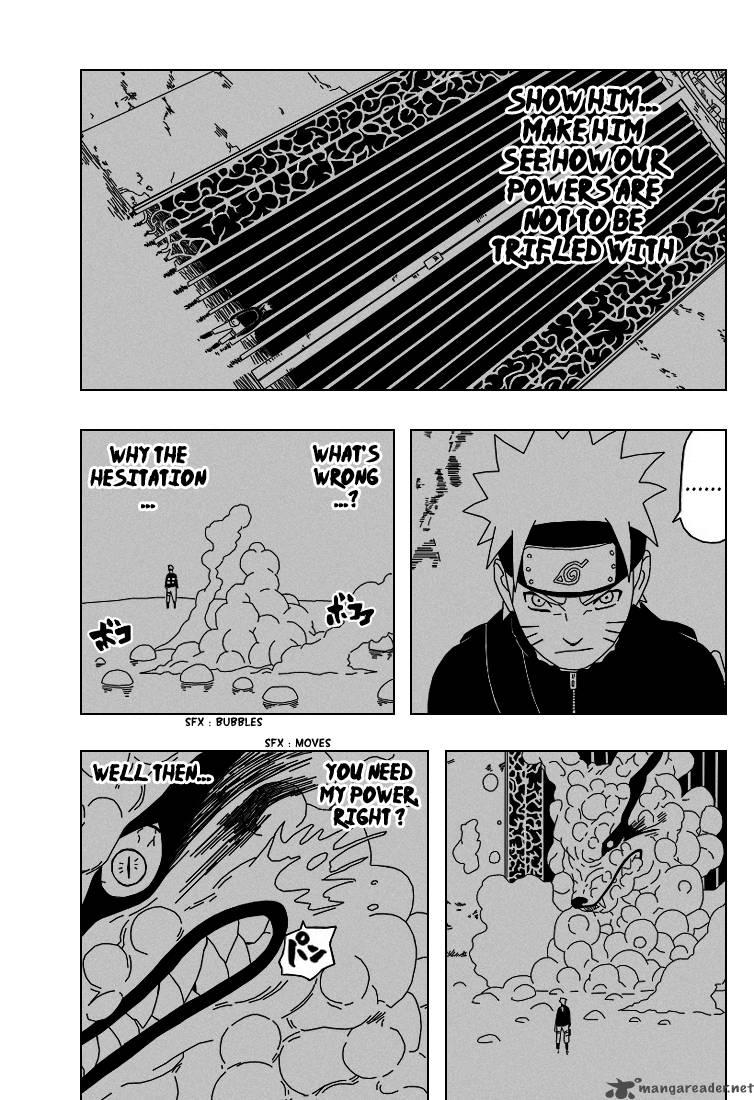 SHOW HIM...
MAKE HIM
SEE HOW OUR
POWERS ARE
NOT TO BE
TRIFLED WITH
.......
WHAT'S
WRONG
...?
WHY THE
HESITATION
...
ボコ
ボコ
SFX : BUBBLES
SFX : MOVES
YOU NEED
MY POWER,
RIGHT?
WELL THEN...
パン
mangareader.net